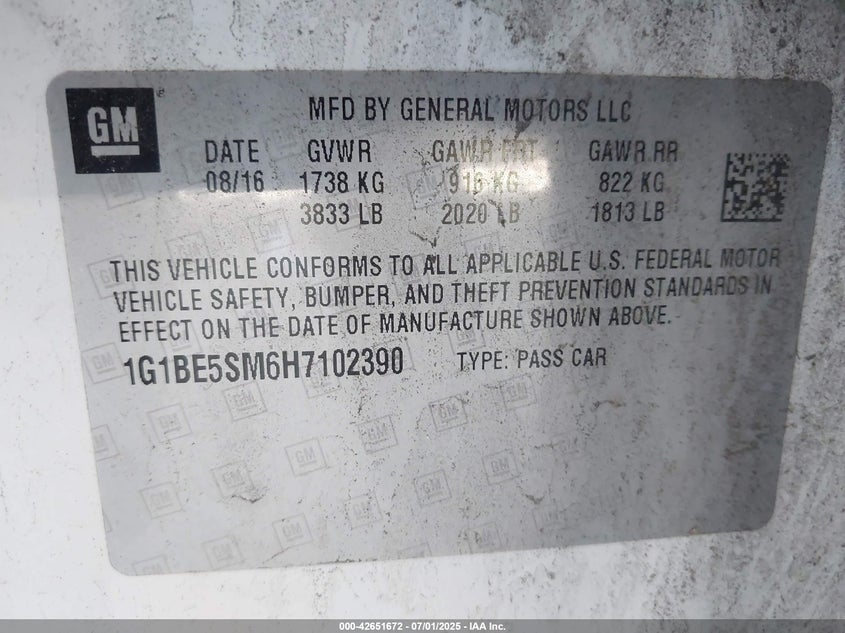 GM
MFD BY GENERAL MOTORS LLC
DATE GVWR GAWR FRT GAWR RR
08/16 1738 KG 916 KG 822 KG
3833 LB 2020 LB 1813 LB
THIS VEHICLE CONFORMS TO ALL APPLICABLE U.S. FEDERAL MOTOR
VEHICLE SAFETY, BUMPER, AND THEFT PREVENTION STANDARDS IN
EFFECT ON THE DATE OF MANUFACTURE SHOWN ABOVE.
1G1BE5SM6H7102390 TYPE: PASS CAR
000-42651672 - 07/01/2025 - IAA Inc.